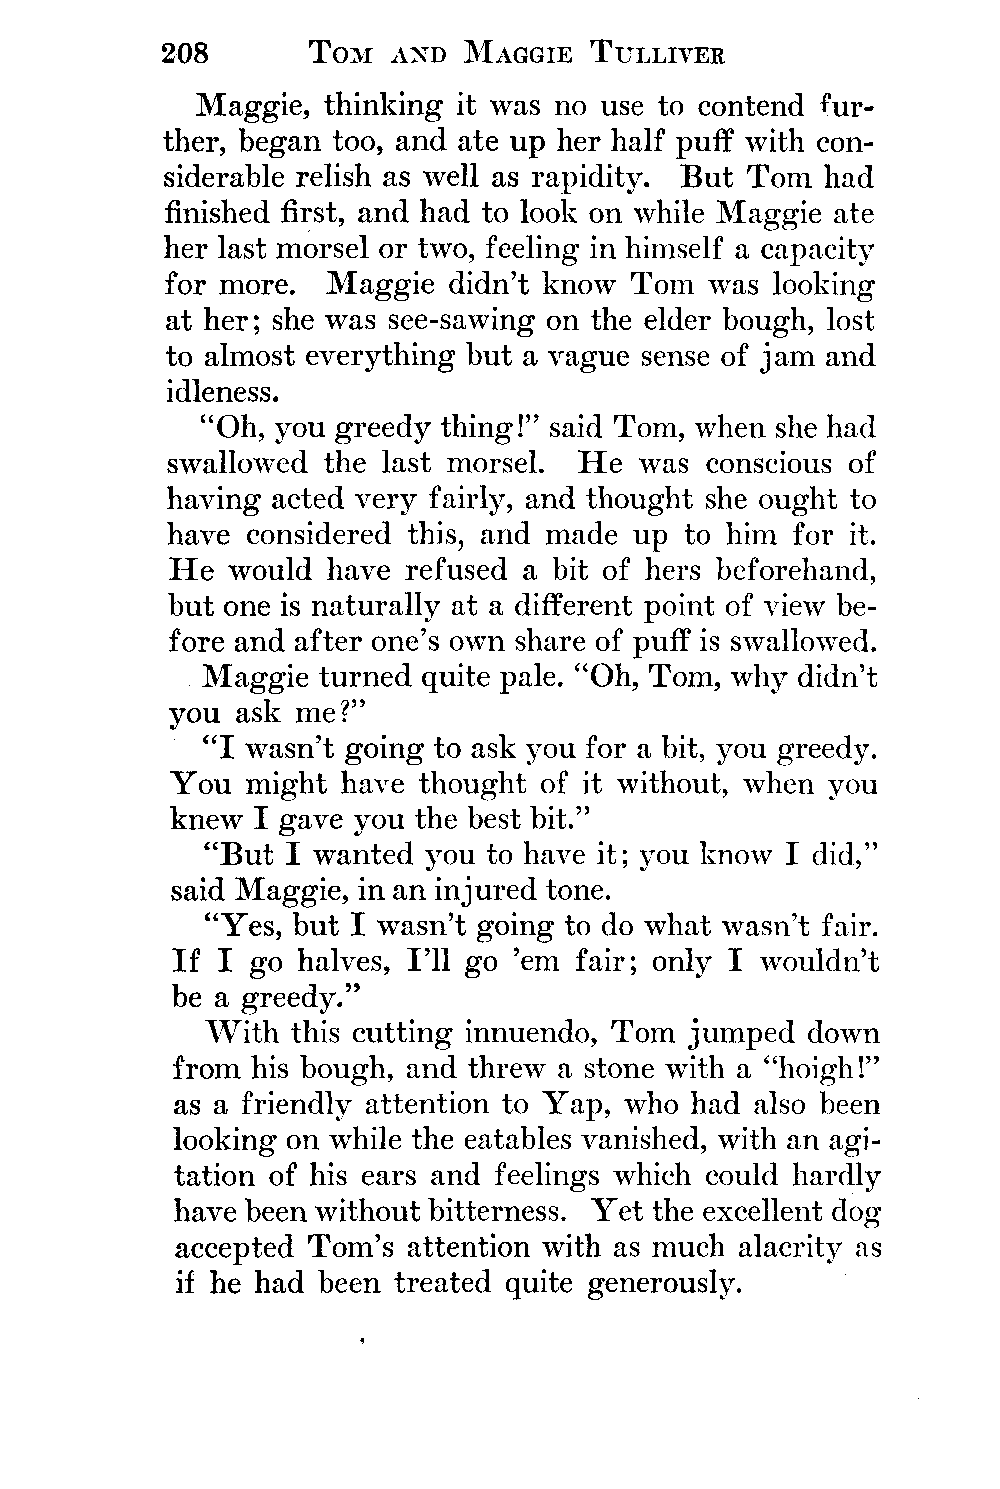 208 TOM AND MAGGIE TULLIVER
Maggie, thinking it was no use to contend fur-
ther, began too, and ate up her half puff with con-
siderable relish as well as rapidity. But Tom had
finished first, and had to look on while Maggie ate
her last morsel or two, feeling in himself a capacity
for more. Maggie didn't know Tom was looking
at her; she was see-sawing on the elder bough, lost
to almost everything but a vague sense of jam and
idleness.
"Oh, you greedy thing!" said Tom, when she had
swallowed the last morsel. He was conscious of
having acted very fairly, and thought she ought to
have considered this, and made up to him for it.
He would have refused a bit of hers beforehand,
but one is naturally at a different point of view be-
fore and after one's own share of puff is swallowed.
Maggie turned quite pale. "Oh, Tom, why didn't
you ask me?"
"I wasn't going to ask you for a bit, you greedy.
You might have thought of it without, when you
knew I gave you the best bit."
"But I wanted you to have it; you know I did,"
said Maggie, in an injured tone.
"Yes, but I wasn't going to do what wasn't fair.
If I go halves, I'll go 'em fair; only I wouldn't
be a greedy."
With this cutting innuendo, Tom jumped down
from his bough, and threw a stone with a "hoigh!"
as a friendly attention to Yap, who had also been
looking on while the eatables vanished, with an agi-
tation of his ears and feelings which could hardly
have been without bitterness. Yet the excellent dog
accepted Tom's attention with as much alacrity as
if he had been treated quite generously.